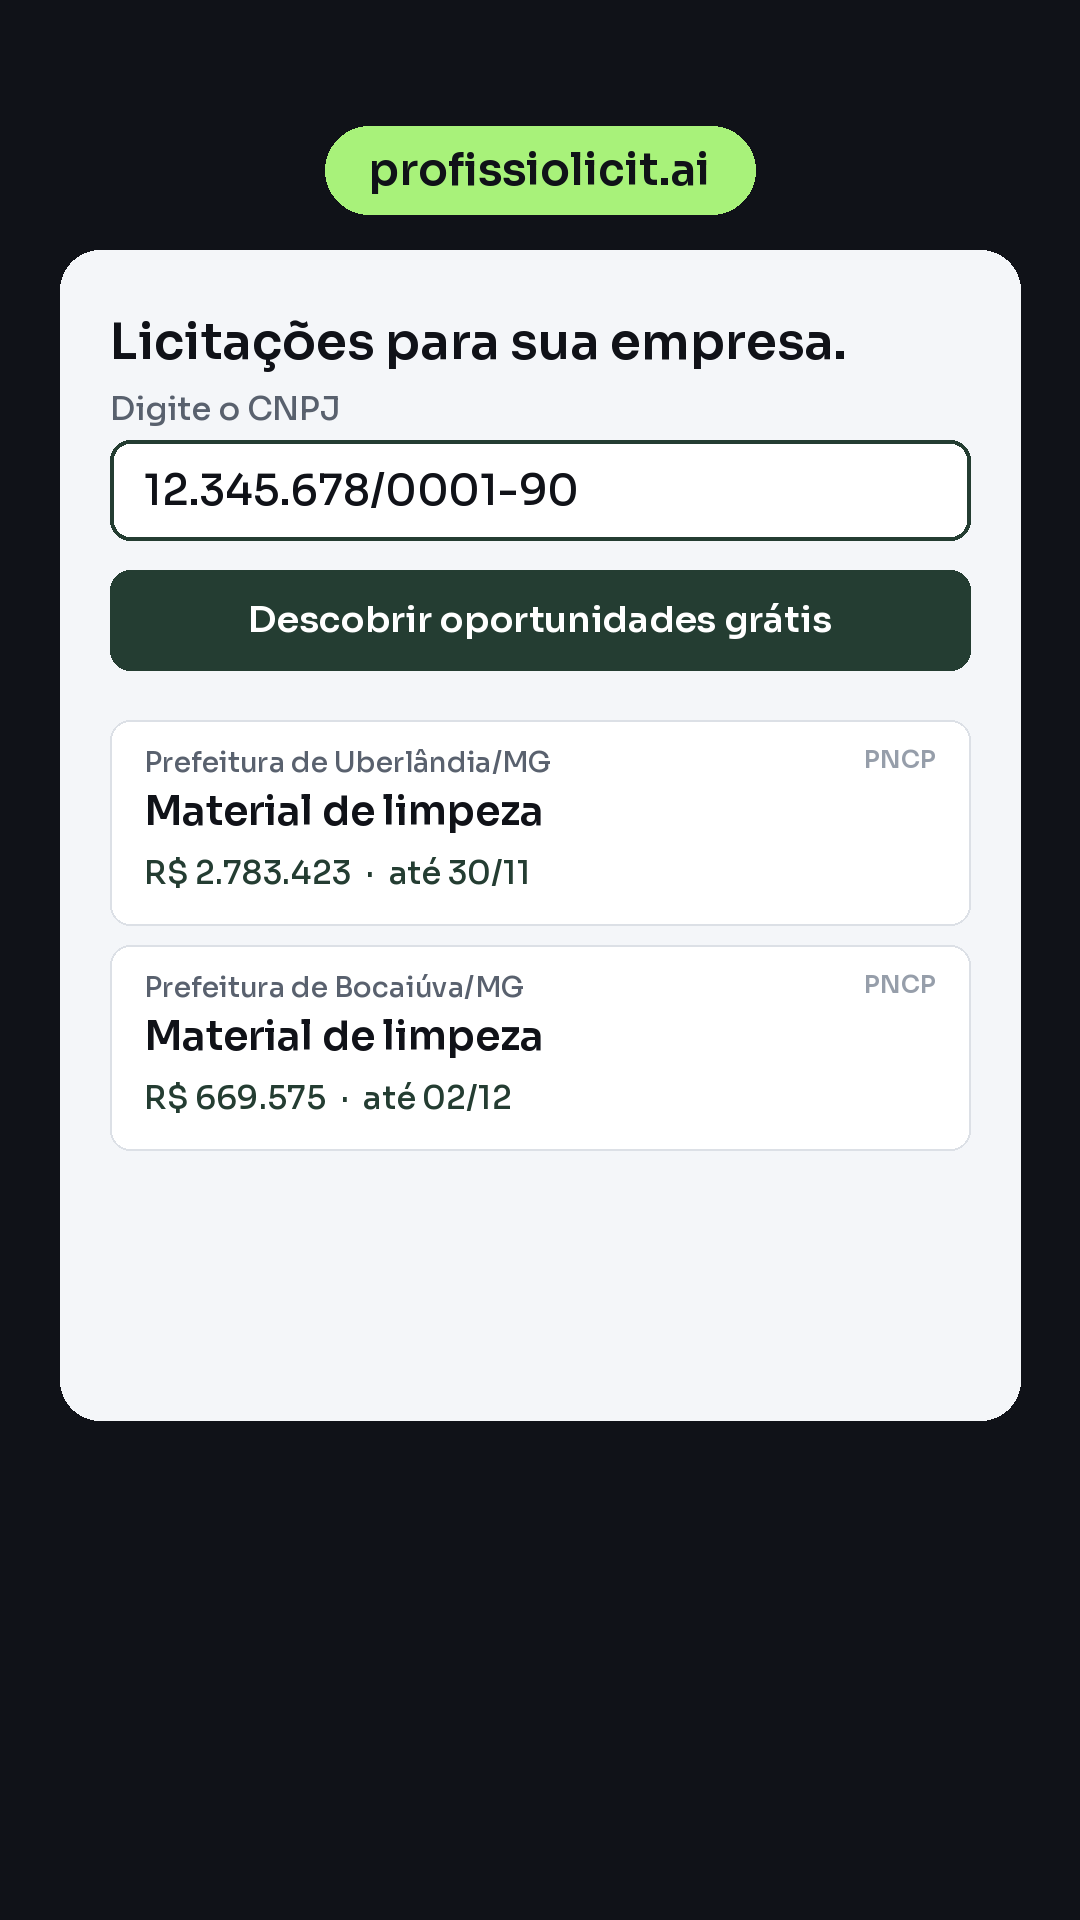 profissiolicit.ai
Licitações para sua empresa.
Digite o CNPJ
12.345.678/0001-90
Descobrir oportunidades grátis
Prefeitura de Uberlândia/MG
PNCP
Material de limpeza
R$ 2.783.423 · até 30/11
Prefeitura de Bocaiúva/MG
PNCP
Material de limpeza
R$ 669.575 · até 02/12